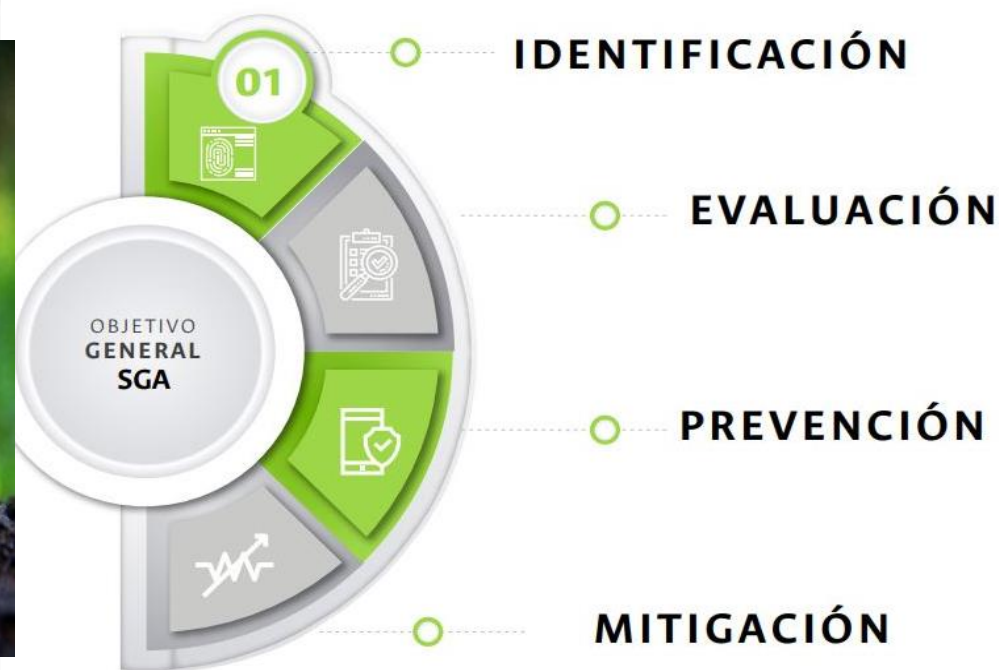 01
IDENTIFICACIÓN
EVALUACIÓN
OBJETIVO
GENERAL
SGA
PREVENCIÓN
MITIGACIÓN